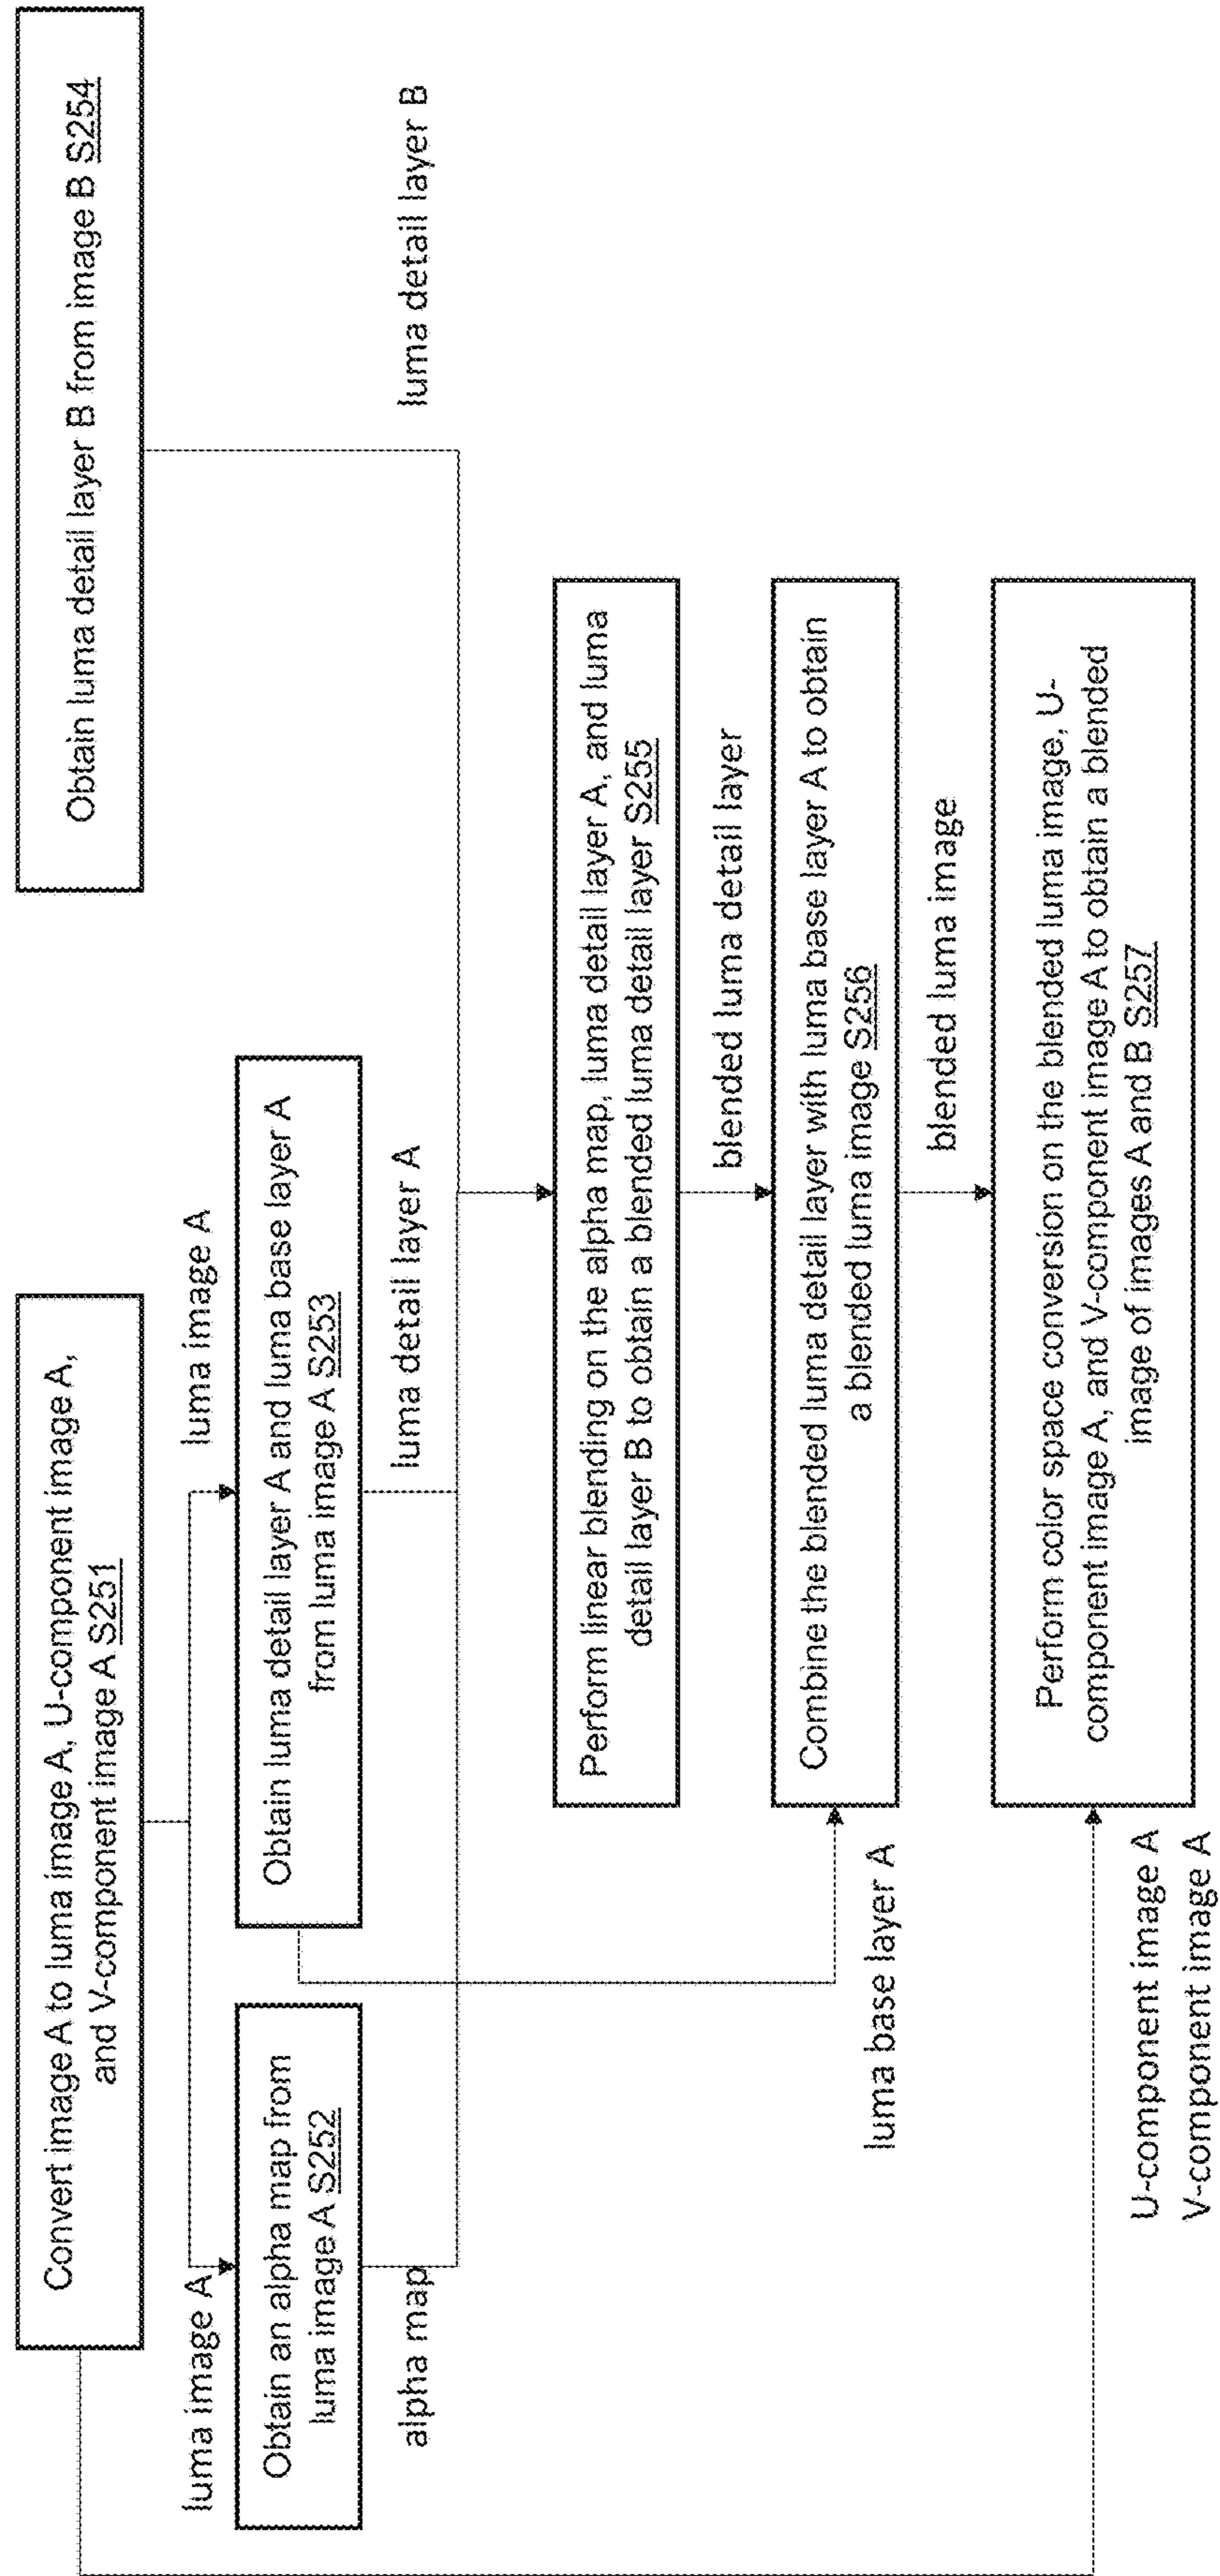 Convert image A to luma image A, U-component image A,
and V-component image A S251
Obtain luma detail layer B from image B S254
luma image A
luma image A
Obtain an alpha map from
luma image A S252
Obtain luma detail layer A and luma base layer A
from luma image A S253
alpha map
luma detail layer A
luma detail layer B
Perform linear blending on the alpha map, luma detail layer A, and luma
detail layer B to obtain a blended luma detail layer S255
blended luma detail layer
Combine the blended luma detail layer with luma base layer A to obtain
a blended luma image S256
luma base layer A
blended luma image
Perform color space conversion on the blended luma image, U-
component image A, and V-component image A to obtain a blended
image of images A and B S257
U-component image A
V-component image A